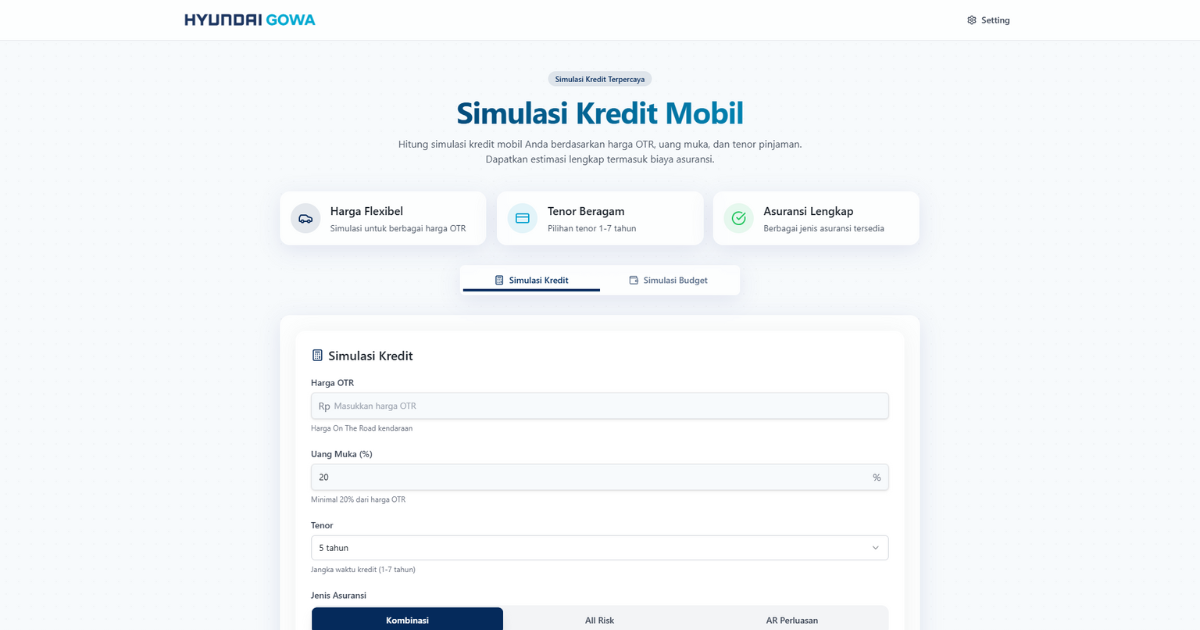 HYUNDAI GOWA
Setting
Simulasi Kredit Terpercaya
Simulasi Kredit Mobil
Hitung simulasi kredit mobil Anda berdasarkan harga OTR, uang muka, dan tenor pinjaman.
Dapatkan estimasi lengkap termasuk biaya asuransi.
Harga Flexibel
Simulasi untuk berbagai harga OTR
Tenor Beragam
Pilihan tenor 1-7 tahun
Asuransi Lengkap
Berbagai jenis asuransi tersedia
Simulasi Kredit
Simulasi Budget
Simulasi Kredit
Harga OTR
Rp Masukkan harga OTR
Harga On The Road kendaraan
Uang Muka (%)
20 %
Minimal 20% dari harga OTR
Tenor
5 tahun
Jangka waktu kredit (1-7 tahun)
Jenis Asuransi
Kombinasi
All Risk
AR Perluasan